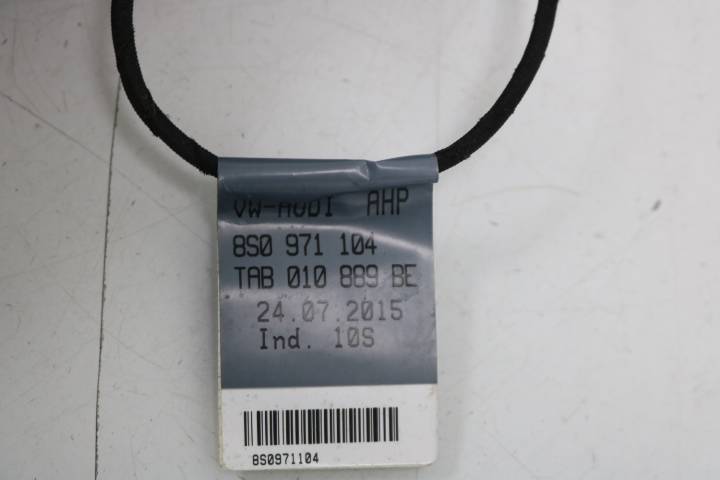 VW-AUDI AHP
8S0 971 104
TAB 010 889 BE
24.07.2015
Ind. 10S
8S0971104